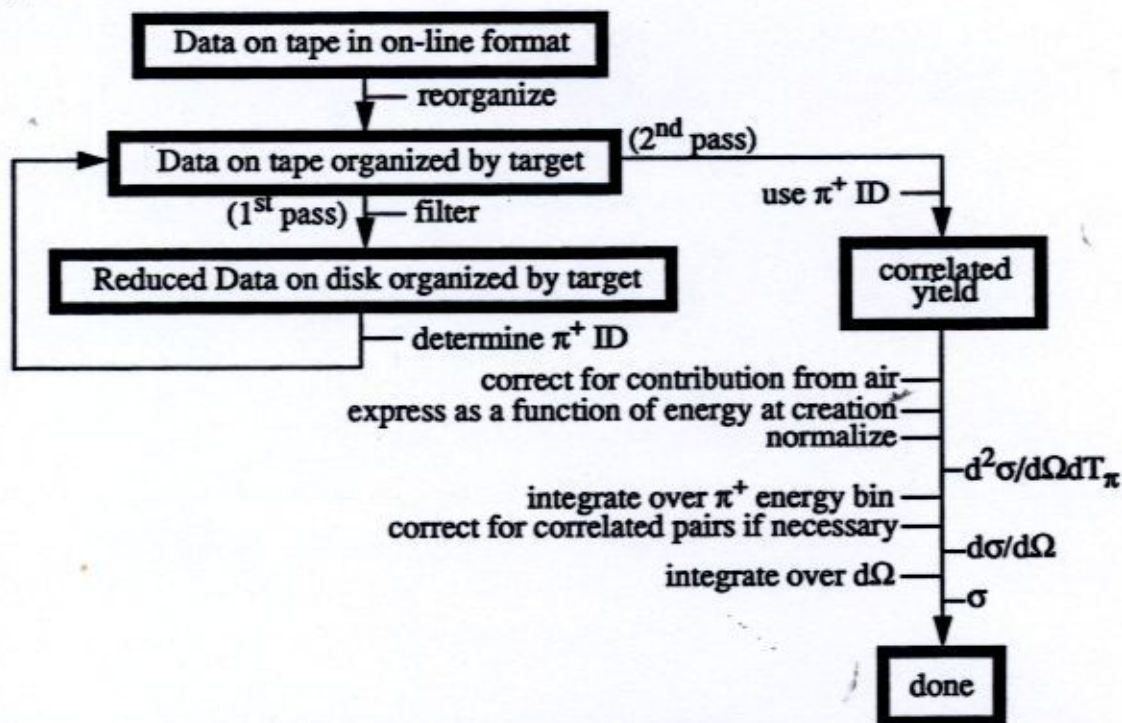 Data on tape in on-line format
reorganize
Data on tape organized by target
(2nd pass)
use π+ ID
(1st pass)
filter
Reduced Data on disk organized by target
determine π+ ID
correlated
yield
correct for contribution from air
express as a function of energy at creation
normalize
d²σ/dΩdTπ
integrate over π+ energy bin
correct for correlated pairs if necessary
dσ/dΩ
integrate over dΩ
σ
done